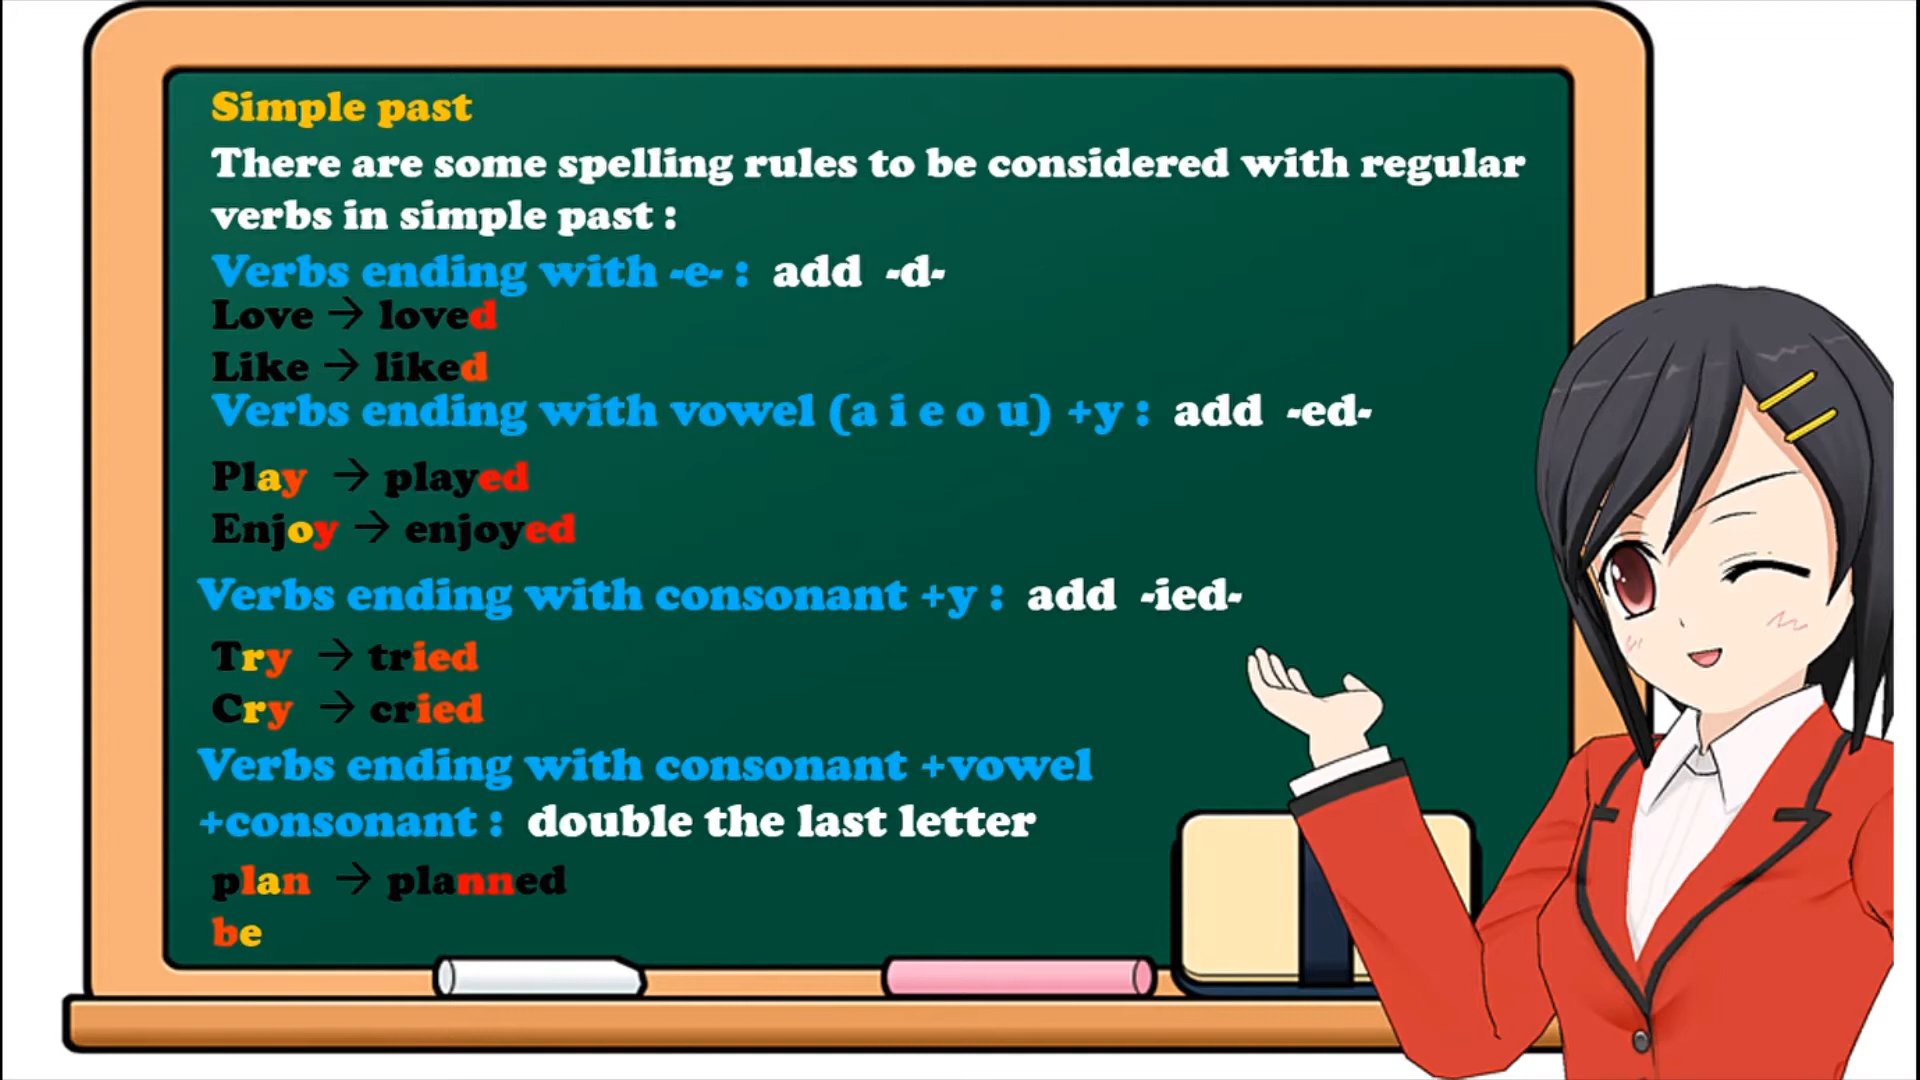 Simple past
There are some spelling rules to be considered with regular
verbs in simple past :
Verbs ending with -e- : add -d-
Love → loved
Like → liked
Verbs ending with vowel (a i e o u) +y : add -ed-
Play → played
Enjoy → enjoyed
Verbs ending with consonant +y : add -ied-
Try → tried
Cry → cried
Verbs ending with consonant +vowel
+consonant : double the last letter
plan → planned
be